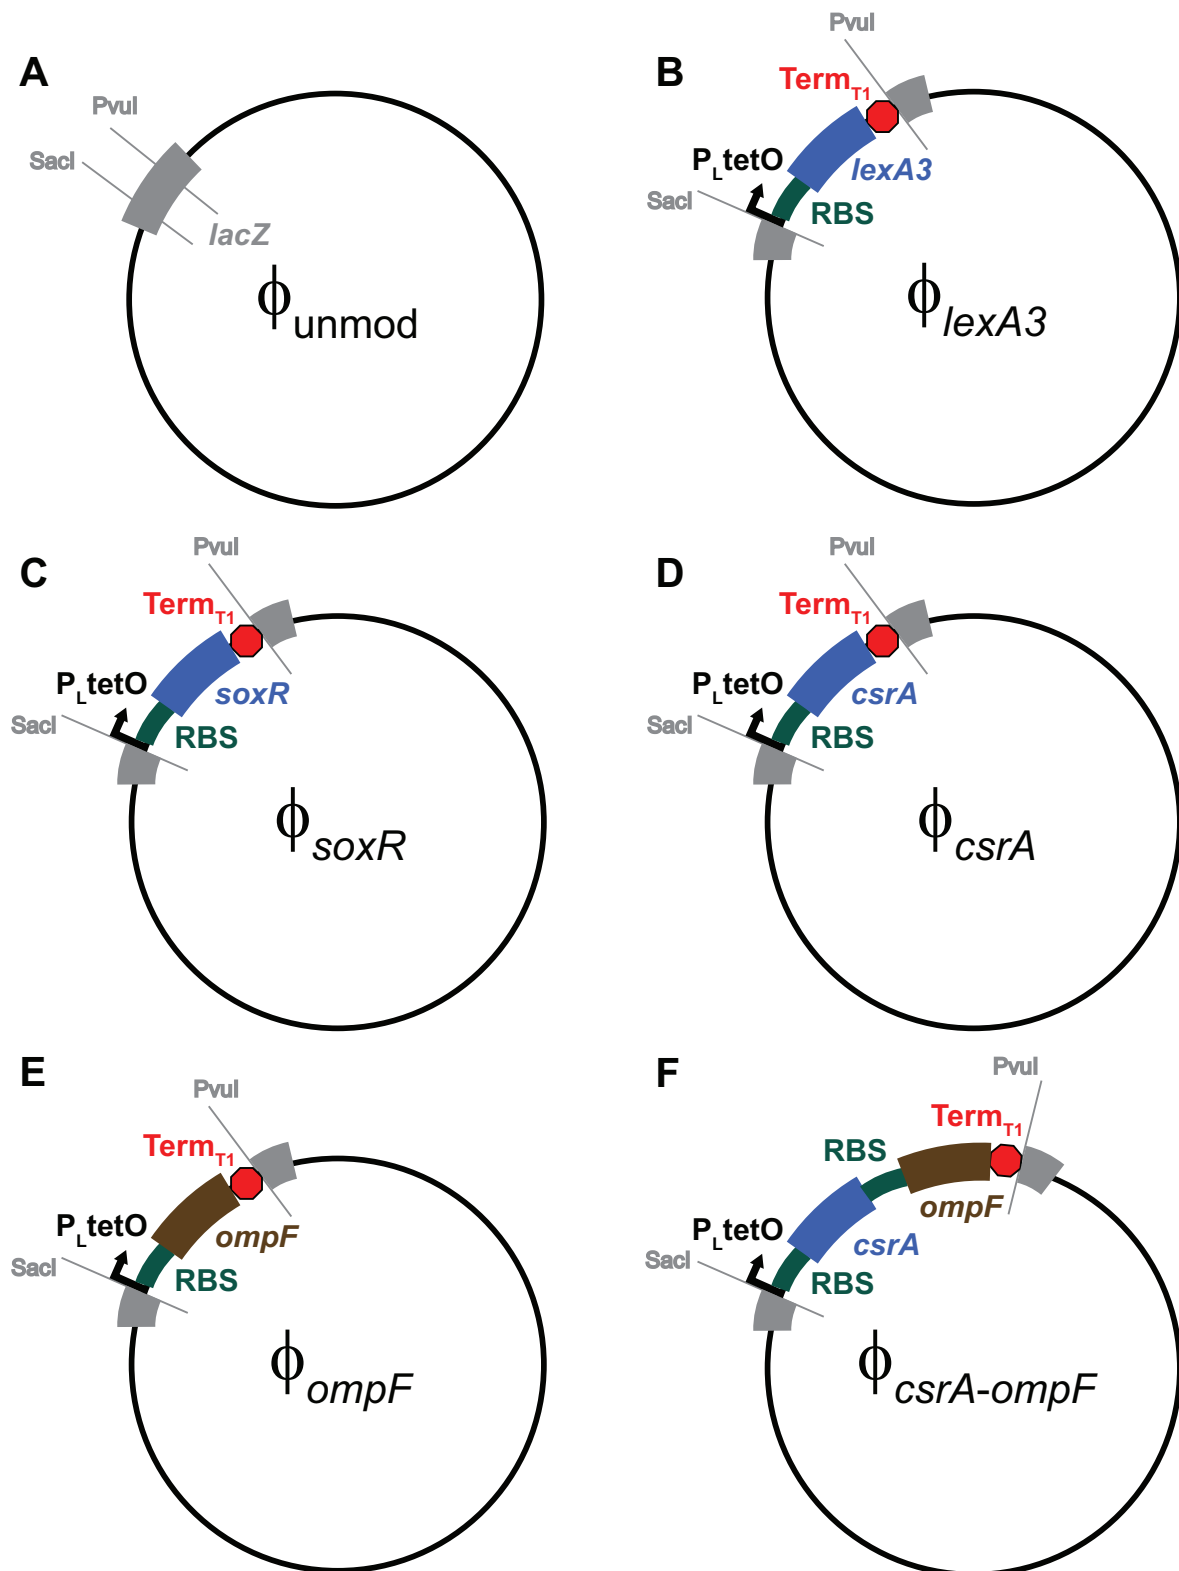 A
PvuI
SacI
lacZ
ϕunmod
B
PvuI
TermT1
PLtetO
lexA3
SacI
RBS
ϕlexA3
C
PvuI
TermT1
PLtetO
soxR
SacI
RBS
ϕsoxR
D
PvuI
TermT1
PLtetO
csrA
SacI
RBS
ϕcsrA
E
PvuI
TermT1
PLtetO
ompF
SacI
RBS
ϕompF
F
PvuI
TermT1
RBS
ompF
PLtetO
csrA
SacI
RBS
ϕcsrA-ompF